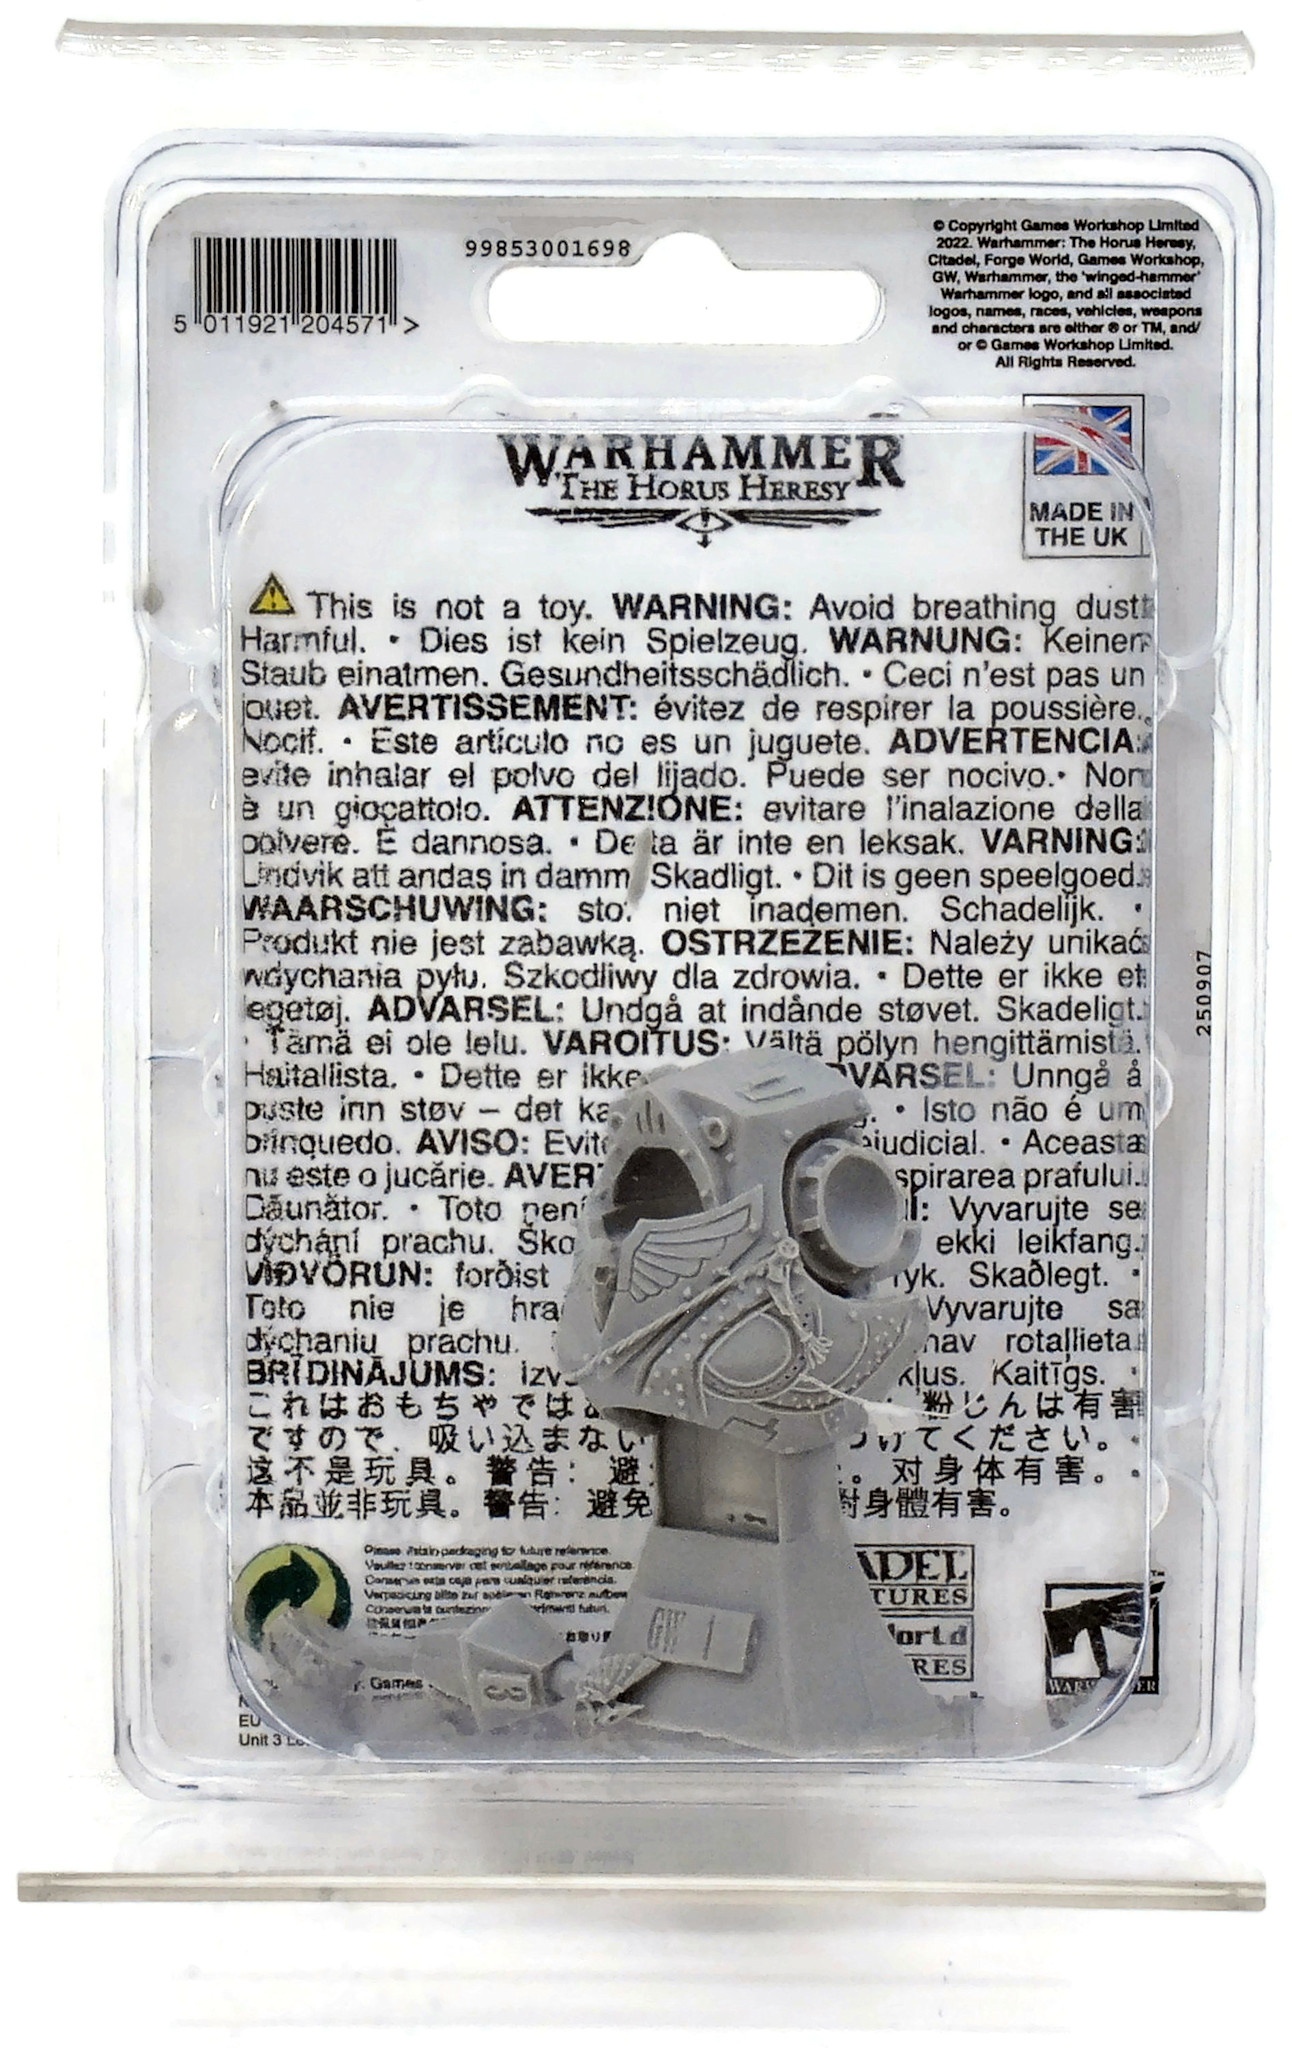 5 011921 204571 >
99853001698
© Copyright Games Workshop Limited
2022. Warhammer: The Horus Heresy,
Citadel, Forge World, Games Workshop,
GW, Warhammer, the 'winged-hammer'
Warhammer logo, and all associated
logos, names, races, vehicles, weapons
and characters are either ® or TM, and/
or © Games Workshop Limited.
All Rights Reserved.
WARHAMMER
THE HORUS HERESY
MADE IN
THE UK
This is not a toy. WARNING: Avoid breathing dust.
Harmful. • Dies ist kein Spielzeug. WARNUNG: Keinen
Staub einatmen. Gesundheitsschädlich. • Ceci n'est pas un
jouet. AVERTISSEMENT: évitez de respirer la poussière.
Nocif. • Este artículo no es un juguete. ADVERTENCIA:
evite inhalar el polvo del lijado. Puede ser nocivo.• Non
è un giocattolo. ATTENZIONE: evitare l'inalazione della
polvere. È dannosa. • Detta är inte en leksak. VARNING:
Undvik att andas in damm. Skadligt. • Dit is geen speelgoed.
WAARSCHUWING: stof niet inademen. Schadelijk. •
Produkt nie jest zabawką. OSTRZEŻENIE: Należy unikać
wdychania pyłu. Szkodliwy dla zdrowia. • Dette er ikke et
legetøj. ADVARSEL: Undgå at indånde støvet. Skadeligt.
• Tämä ei ole lelu. VAROITUS: Vältä pölyn hengittämistä.
Haitallista. • Dette er ikke ADVARSEL: Unngå å
puste inn støv – det • Isto não é um
brinquedo. AVISO: • Aceasta
nu este o jucărie. prafului.
Dăunător. • Toto není Vyvarujte se
dýchání prachu. ekki leikfang.
VIÐVÖRUN: forðist Skaðlegt. •
Toto nie je Vyvarujte sa
dýchaniu prachu. nav rotaļlieta.
BRĪDINĀJUMS: Kaitīgs. •
これはおもちゃでは 粉じんは有害
ですので、吸い込まない つけてください。•
这不是玩具。警告：避 。对身体有害。•
本品並非玩具。警告：避免 對身體有害。
250907
Please retain packaging for future reference.
Games
EU
Unit 3
GW
13